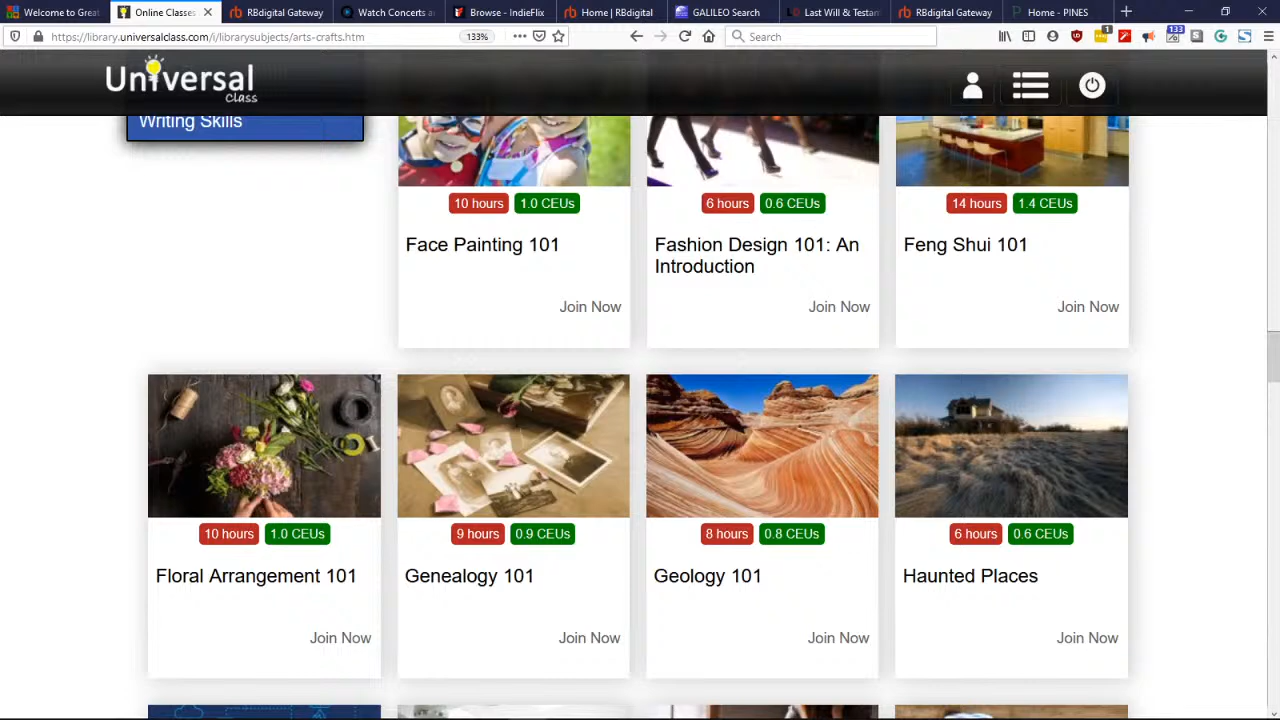 Welcome to Great
Online Classes
RBdigital Gateway
Watch Concerts a
Browse - IndieFlix
Home | RBdigital
GALILEO Search
Last Will & Testam
RBdigital Gateway
Home - PINES
https://library.universalclass.com/i/librarysubjects/arts-crafts.htm
133%
Search
1
133
Universal
Class
Writing Skills
10 hours 1.0 CEUs
6 hours 0.6 CEUs
14 hours 1.4 CEUs
Face Painting 101
Fashion Design 101: An
Introduction
Feng Shui 101
Join Now
Join Now
Join Now
10 hours 1.0 CEUs
9 hours 0.9 CEUs
8 hours 0.8 CEUs
6 hours 0.6 CEUs
Floral Arrangement 101
Genealogy 101
Geology 101
Haunted Places
Join Now
Join Now
Join Now
Join Now